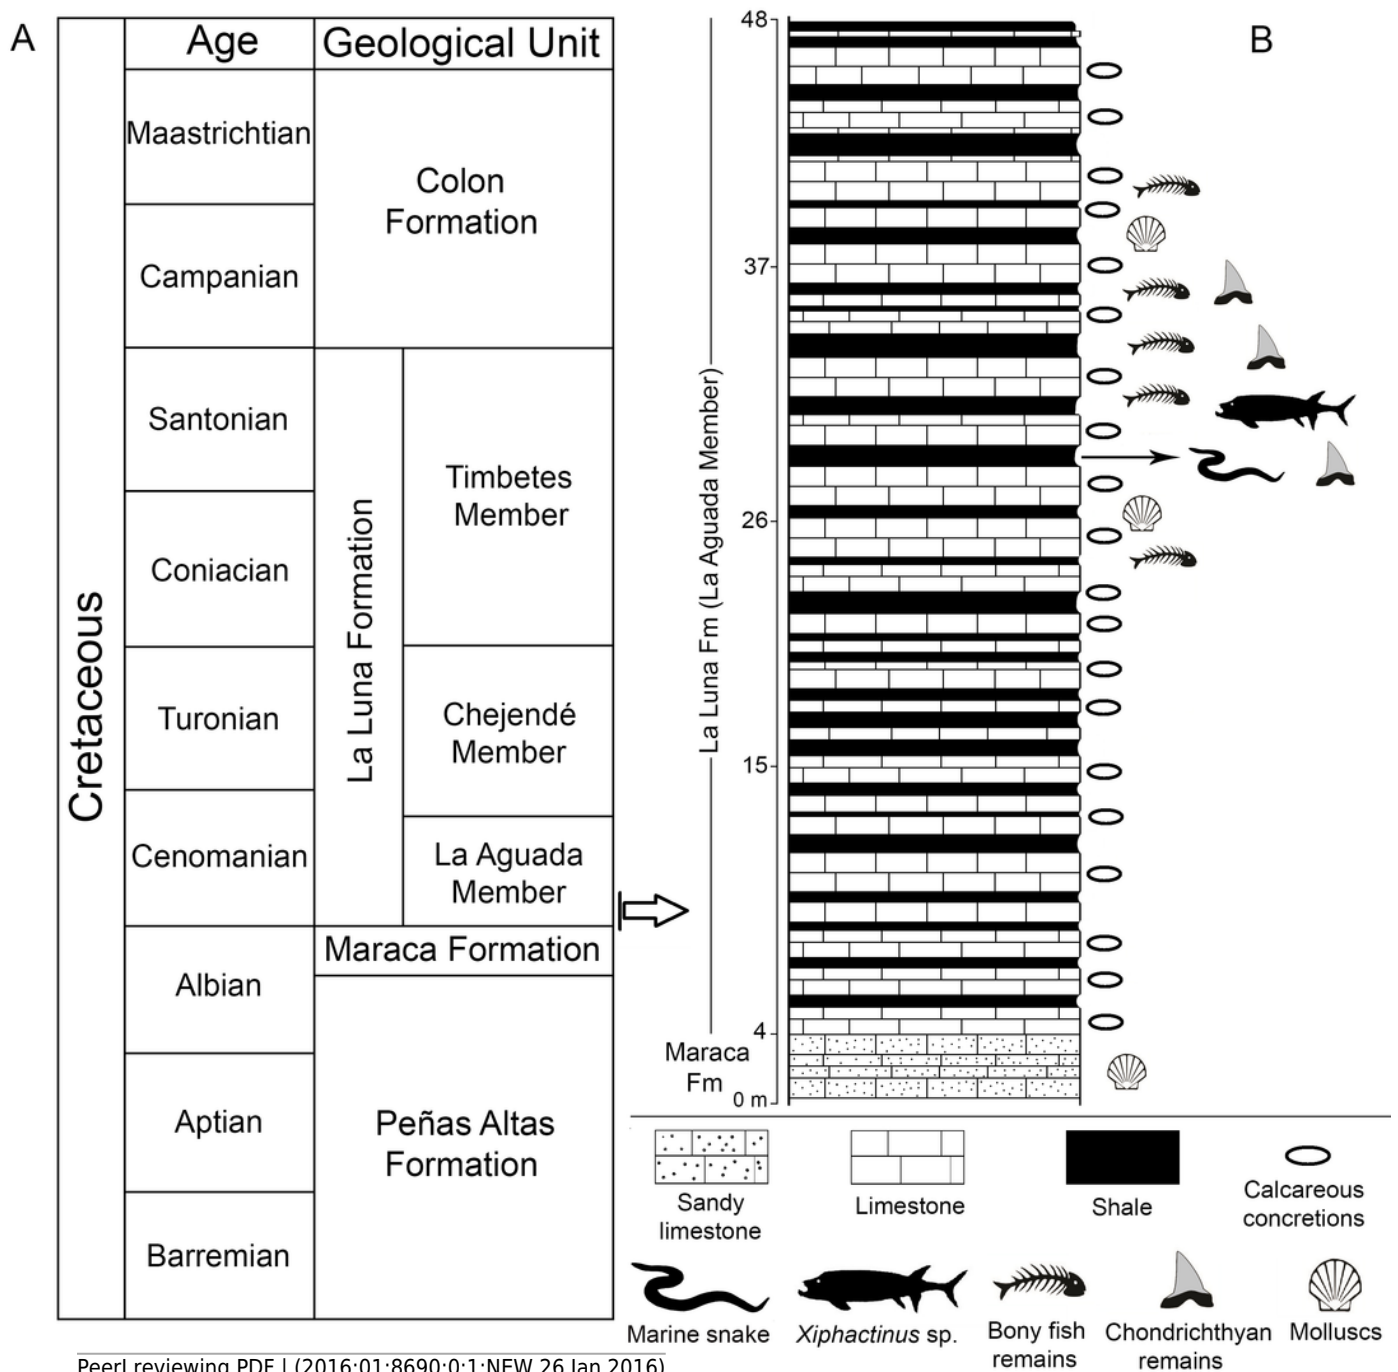 A
Age
Geological Unit
B
Cretaceous
Maastrichtian
Campanian
Santonian
Coniacian
Turonian
Cenomanian
Albian
Aptian
Barremian
Colon
Formation
La Luna Formation
Timbetes
Member
Chejendé
Member
La Aguada
Member
Maraca Formation
Peñas Altas
Formation
La Luna Fm (La Aguada Member)
Maraca
Fm
48
37
26
15
4
0 m
Sandy
limestone
Limestone
Shale
Calcareous
concretions
Marine snake
Xiphactinus sp.
Bony fish
remains
Chondrichthyan
remains
Molluscs
PeerJ reviewing PDF | (2016:01:8690:0:1:NEW 26 Jan 2016)